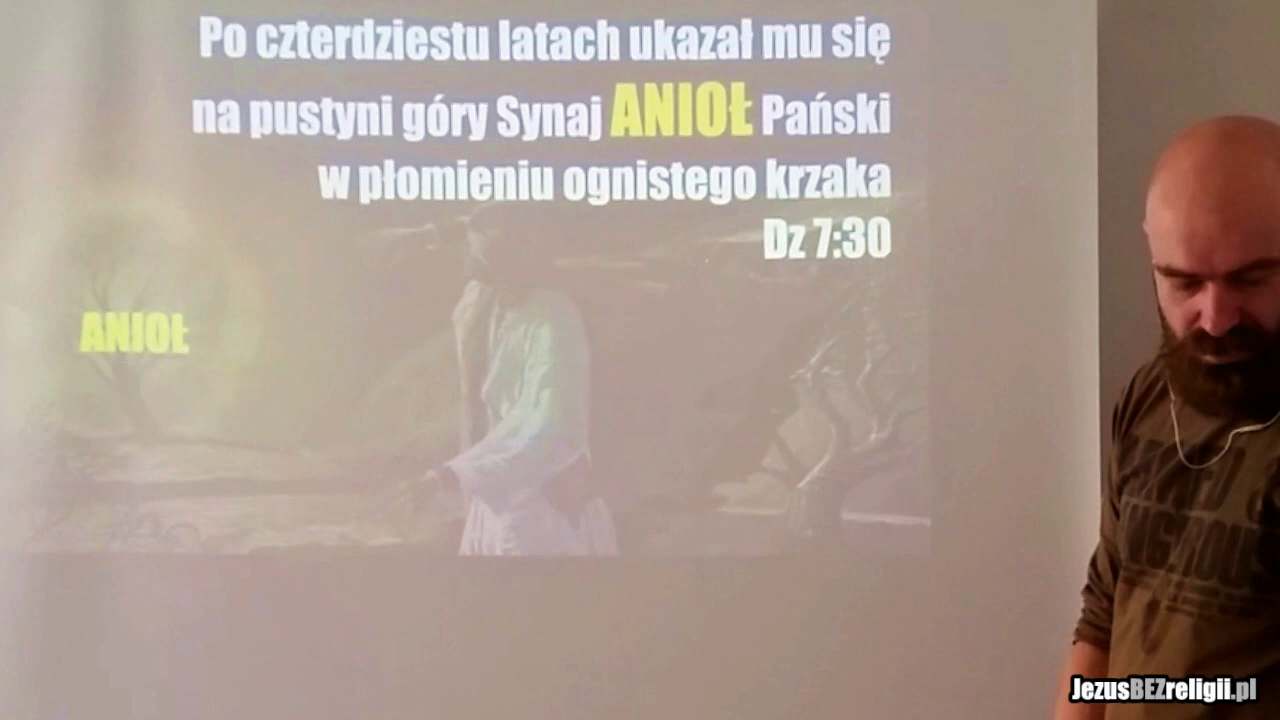 Po czterdziestu latach ukazał mu się
na pustyni góry Synaj ANIOŁ Pański
w płomieniu ognistego krzaka
Dz 7:30
ANIOŁ
JezusBEZreligii.pl